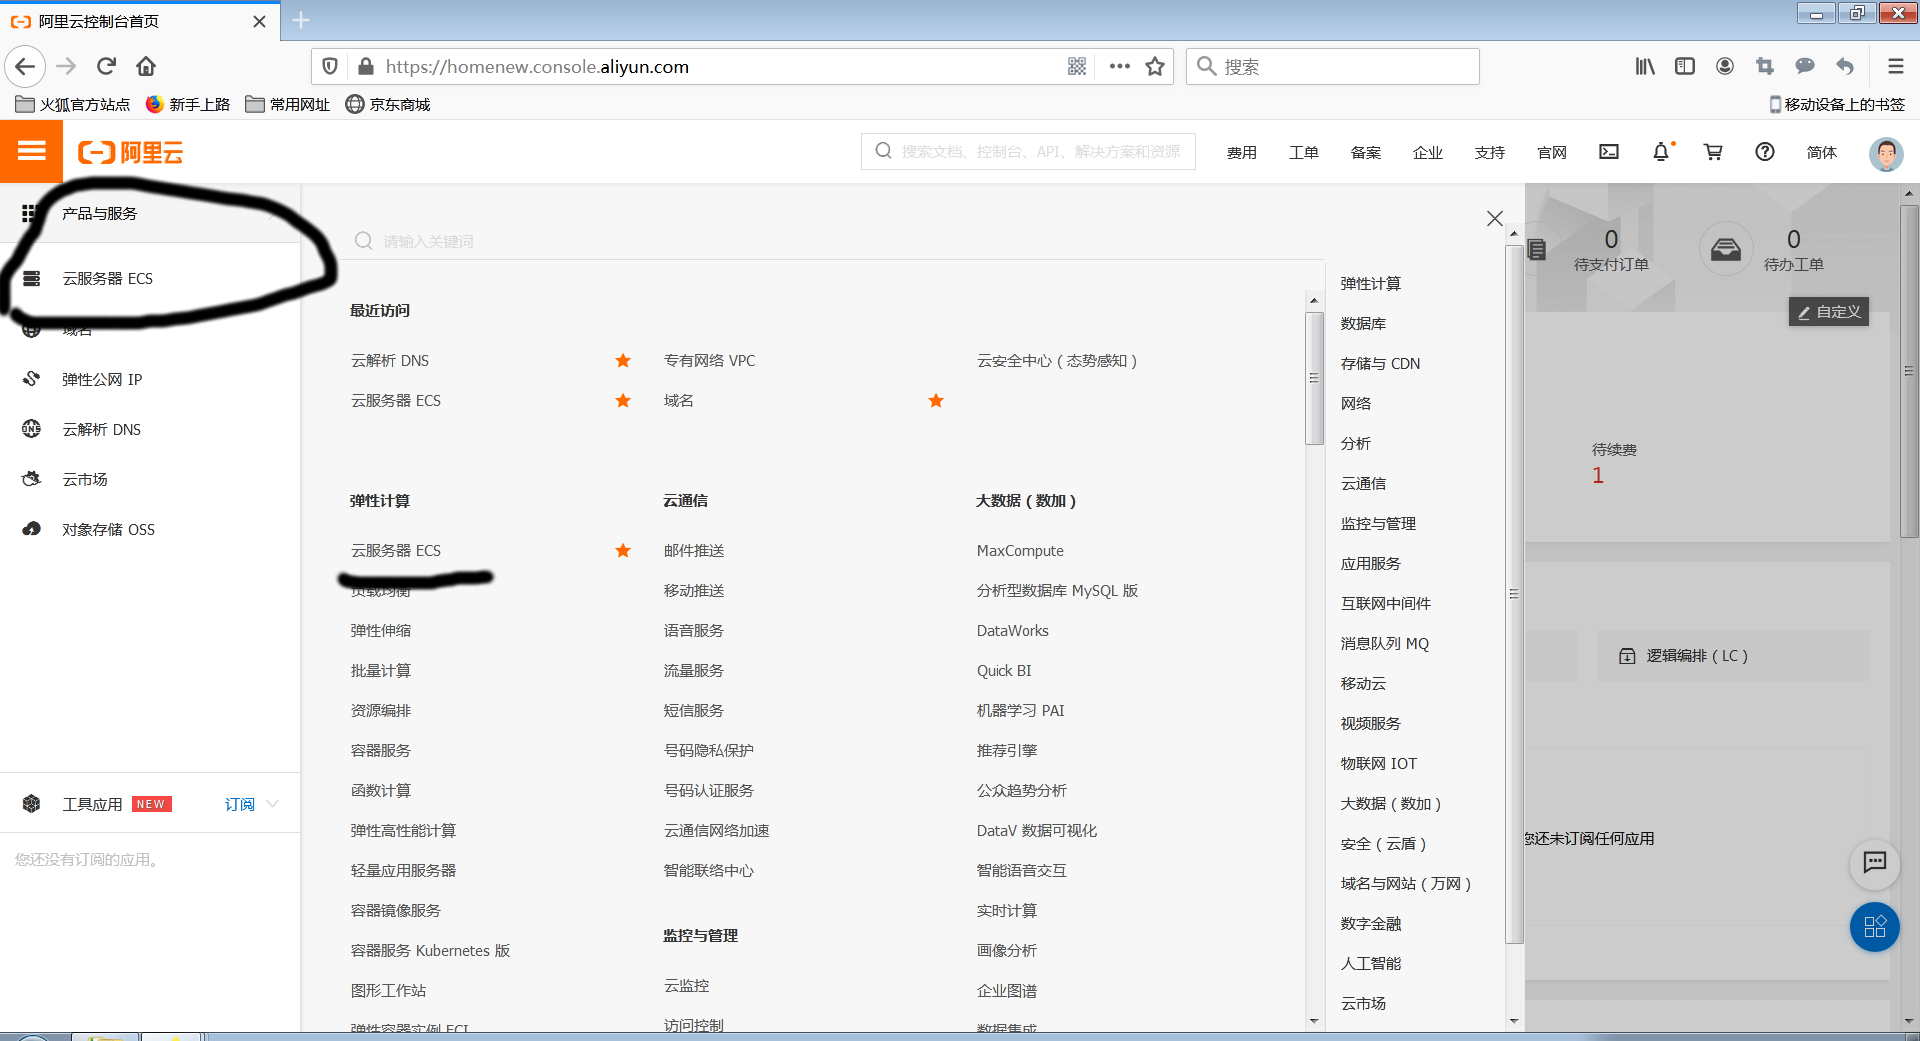 阿里云控制台首页
https://homenew.console.aliyun.com
搜索
火狐官方站点 新手上路 常用网址 京东商城 移动设备上的书签
阿里云 搜索文档、控制台、API、解决方案和资源 费用 工单 备案 企业 支持 官网 简体
产品与服务
云服务器 ECS
域名
弹性公网 IP
云解析 DNS
云市场
对象存储 OSS
工具应用 NEW 订阅
您还没有订阅的应用。
请输入关键词
最近访问
云解析 DNS 专有网络 VPC 云安全中心（态势感知）
云服务器 ECS 域名
弹性计算
云服务器 ECS
负载均衡
弹性伸缩
批量计算
资源编排
容器服务
函数计算
弹性高性能计算
轻量应用服务器
容器镜像服务
容器服务 Kubernetes 版
图形工作站
弹性容器实例 ECI
云通信
邮件推送
移动推送
语音服务
流量服务
短信服务
号码隐私保护
号码认证服务
云通信网络加速
智能联络中心
监控与管理
云监控
访问控制
大数据（数加）
MaxCompute
分析型数据库 MySQL 版
DataWorks
Quick BI
机器学习 PAI
推荐引擎
公众趋势分析
DataV 数据可视化
智能语音交互
实时计算
画像分析
企业图谱
数据集成
弹性计算
数据库
存储与 CDN
网络
分析
云通信
监控与管理
应用服务
互联网中间件
消息队列 MQ
移动云
视频服务
物联网 IOT
大数据（数加）
安全（云盾）
域名与网站（万网）
数字金融
人工智能
云市场
0
待支付订单
0
待办工单
自定义
待续费
1
逻辑编排（LC）
您还未订阅任何应用